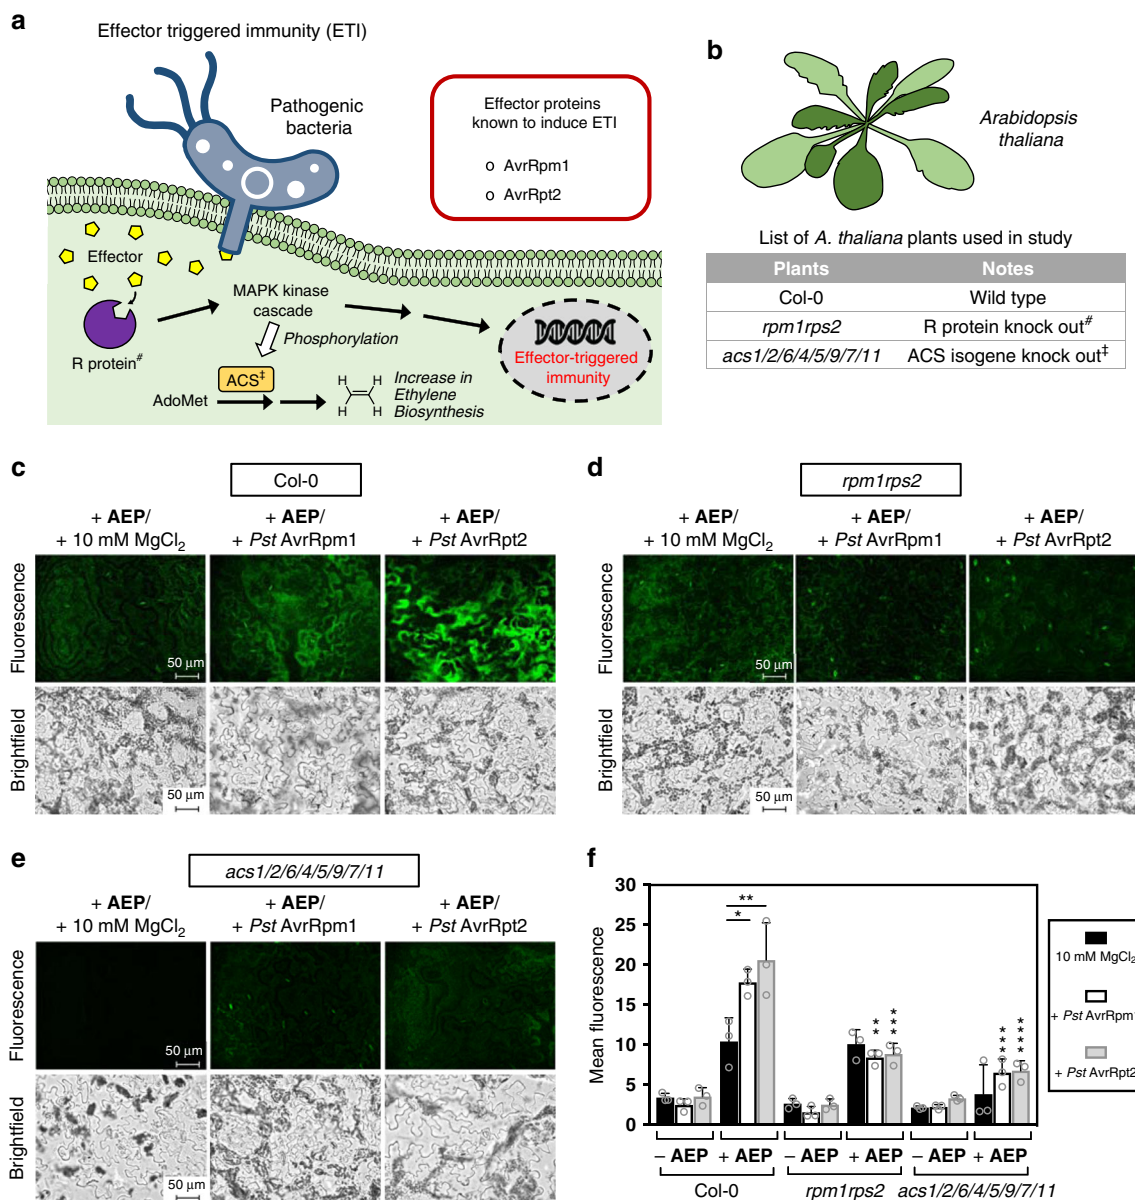 a
Effector triggered immunity (ETI)
Pathogenic
bacteria
Effector proteins
known to induce ETI
o AvrRpm1
o AvrRpt2
Effector
R protein#
MAPK kinase
cascade
Phosphorylation
ACS‡
AdoMet
H H
H H
Increase in
Ethylene
Biosynthesis
Effector-triggered
immunity
b
Arabidopsis
thaliana
List of A. thaliana plants used in study
Plants Notes
Col-0 Wild type
rpm1rps2 R protein knock out#
acs1/2/6/4/5/9/7/11 ACS isogene knock out‡
c
Col-0
+ AEP/ + AEP/ + AEP/
+ 10 mM MgCl2 + Pst AvrRpm1 + Pst AvrRpt2
Fluorescence
50 µm
Brightfield
50 µm
d
rpm1rps2
+ AEP/ + AEP/ + AEP/
+ 10 mM MgCl2 + Pst AvrRpm1 + Pst AvrRpt2
Fluorescence
50 µm
Brightfield
50 µm
e
acs1/2/6/4/5/9/7/11
+ AEP/ + AEP/ + AEP/
+ 10 mM MgCl2 + Pst AvrRpm1 + Pst AvrRpt2
Fluorescence
50 µm
Brightfield
50 µm
f
Mean fluorescence
30
25
20
15
10
5
0
**
*
**
***
***
****
– AEP + AEP – AEP + AEP – AEP + AEP
Col-0 rpm1rps2 acs1/2/6/4/5/9/7/11
10 mM MgCl2
+ Pst AvrRpm1
+ Pst AvrRpt2